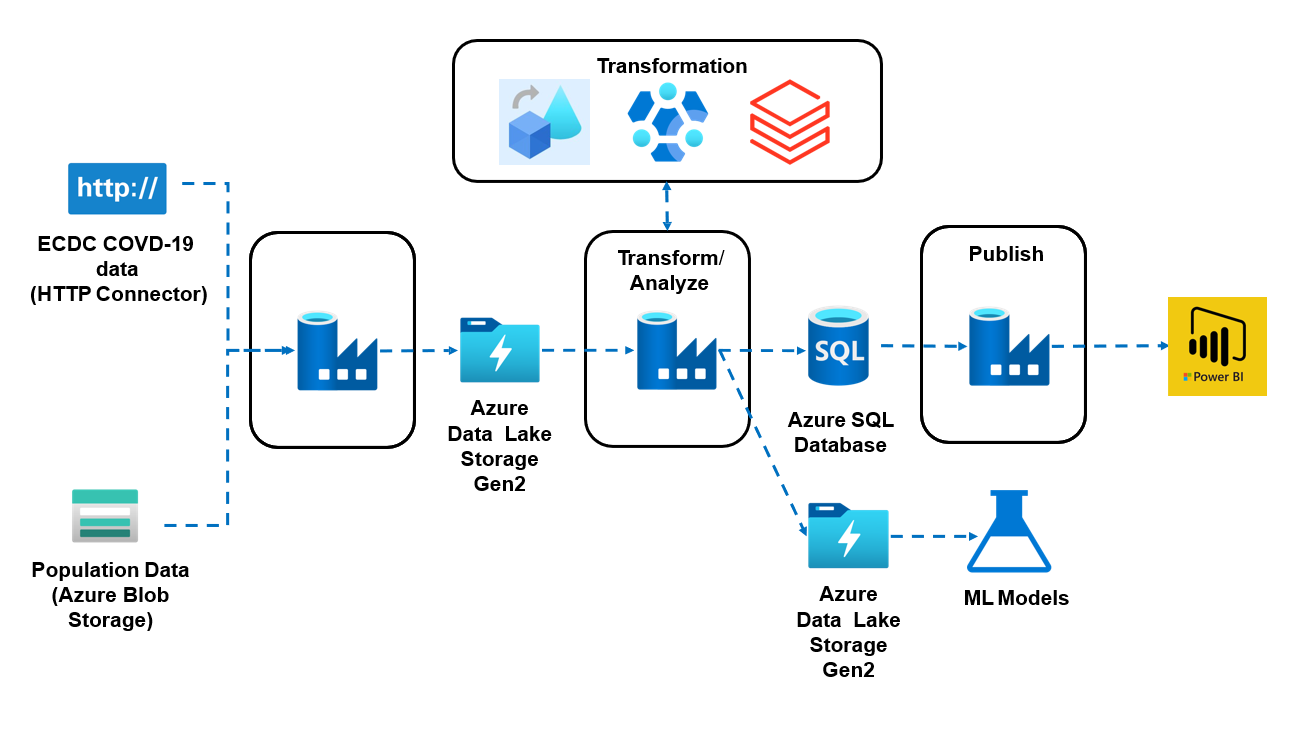 Transformation
http://
ECDC COVD-19
data
(HTTP Connector)
Transform/
Analyze
Publish
SQL
Power BI
Azure
Data Lake
Storage
Gen2
Azure SQL
Database
Population Data
(Azure Blob
Storage)
Azure
Data Lake
Storage
Gen2
ML Models